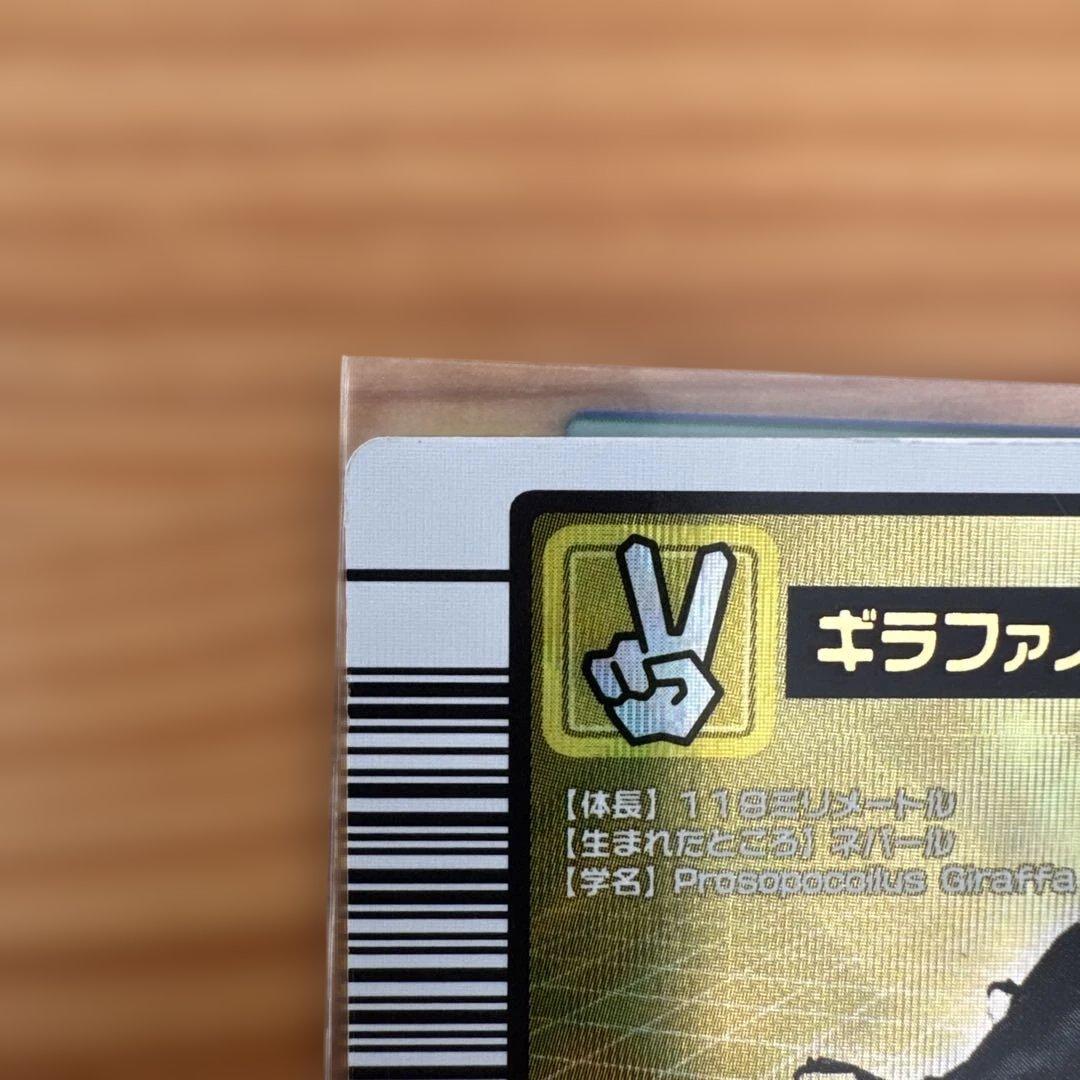 ギラファノ
【体長】118ミリメートル
【生まれたところ】ネパール
【学名】Prosopocoilus Giraffa